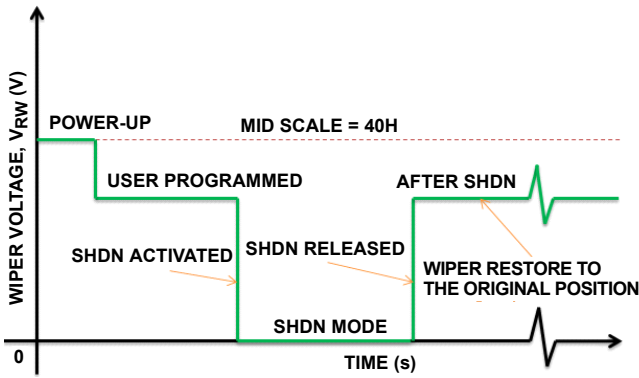 WIPER VOLTAGE, VRW (V)
POWER-UP
MID SCALE = 40H
USER PROGRAMMED
AFTER SHDN
SHDN ACTIVATED
SHDN RELEASED
WIPER RESTORE TO
THE ORIGINAL POSITION
SHDN MODE
0
TIME (s)